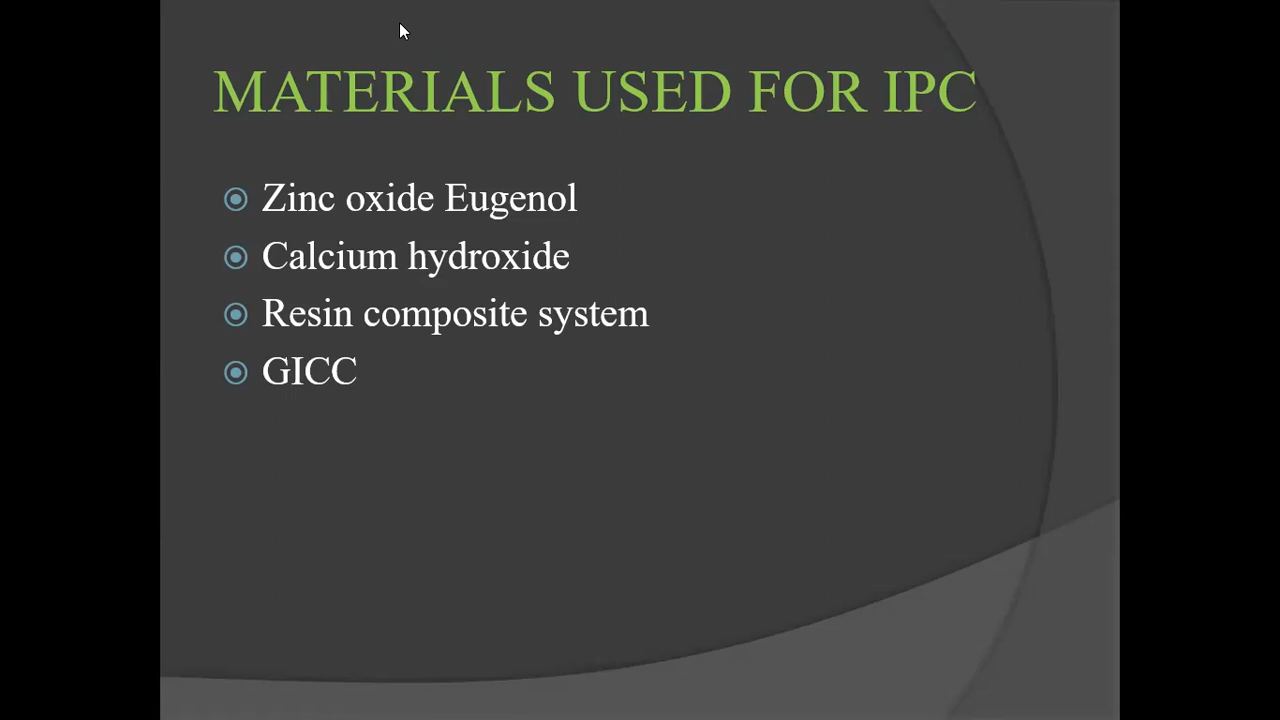 MATERIALS USED FOR IPC
Zinc oxide Eugenol
Calcium hydroxide
Resin composite system
GICC